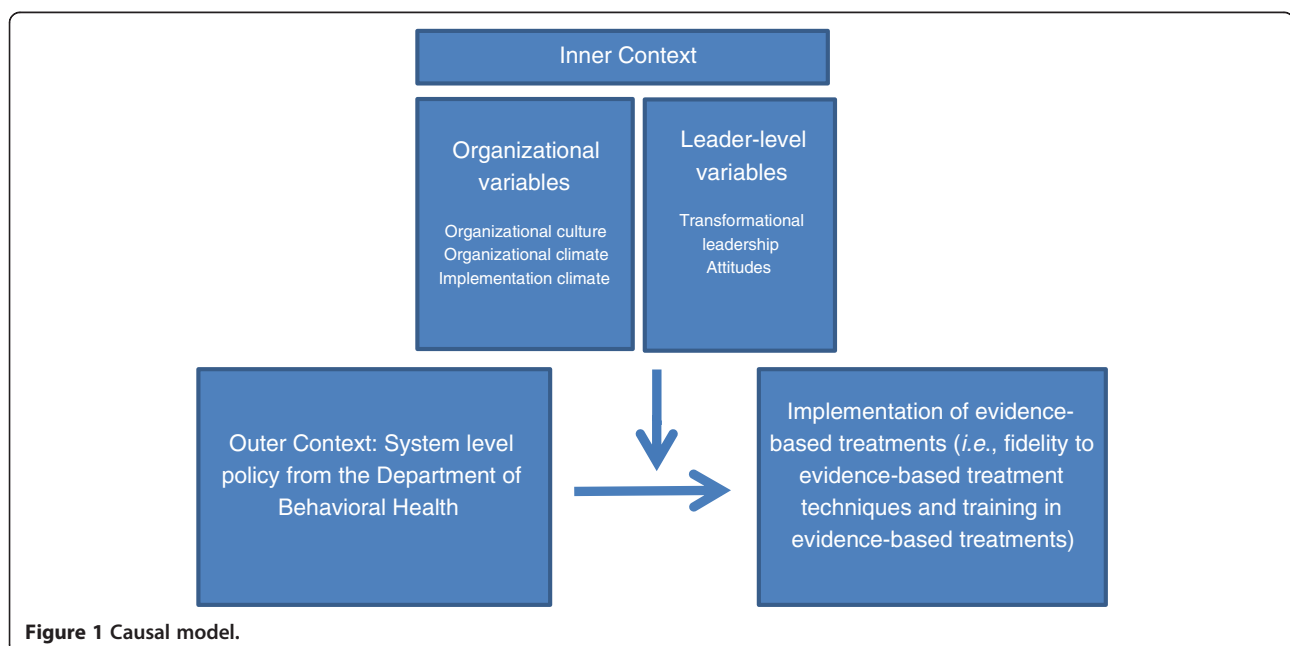 Inner Context
Organizational
variables
Organizational culture
Organizational climate
Implementation climate
Leader-level
variables
Transformational
leadership
Attitudes
Outer Context: System level
policy from the Department of
Behavioral Health
Implementation of evidence-
based treatments (i.e., fidelity to
evidence-based treatment
techniques and training in
evidence-based treatments)
Figure 1 Causal model.